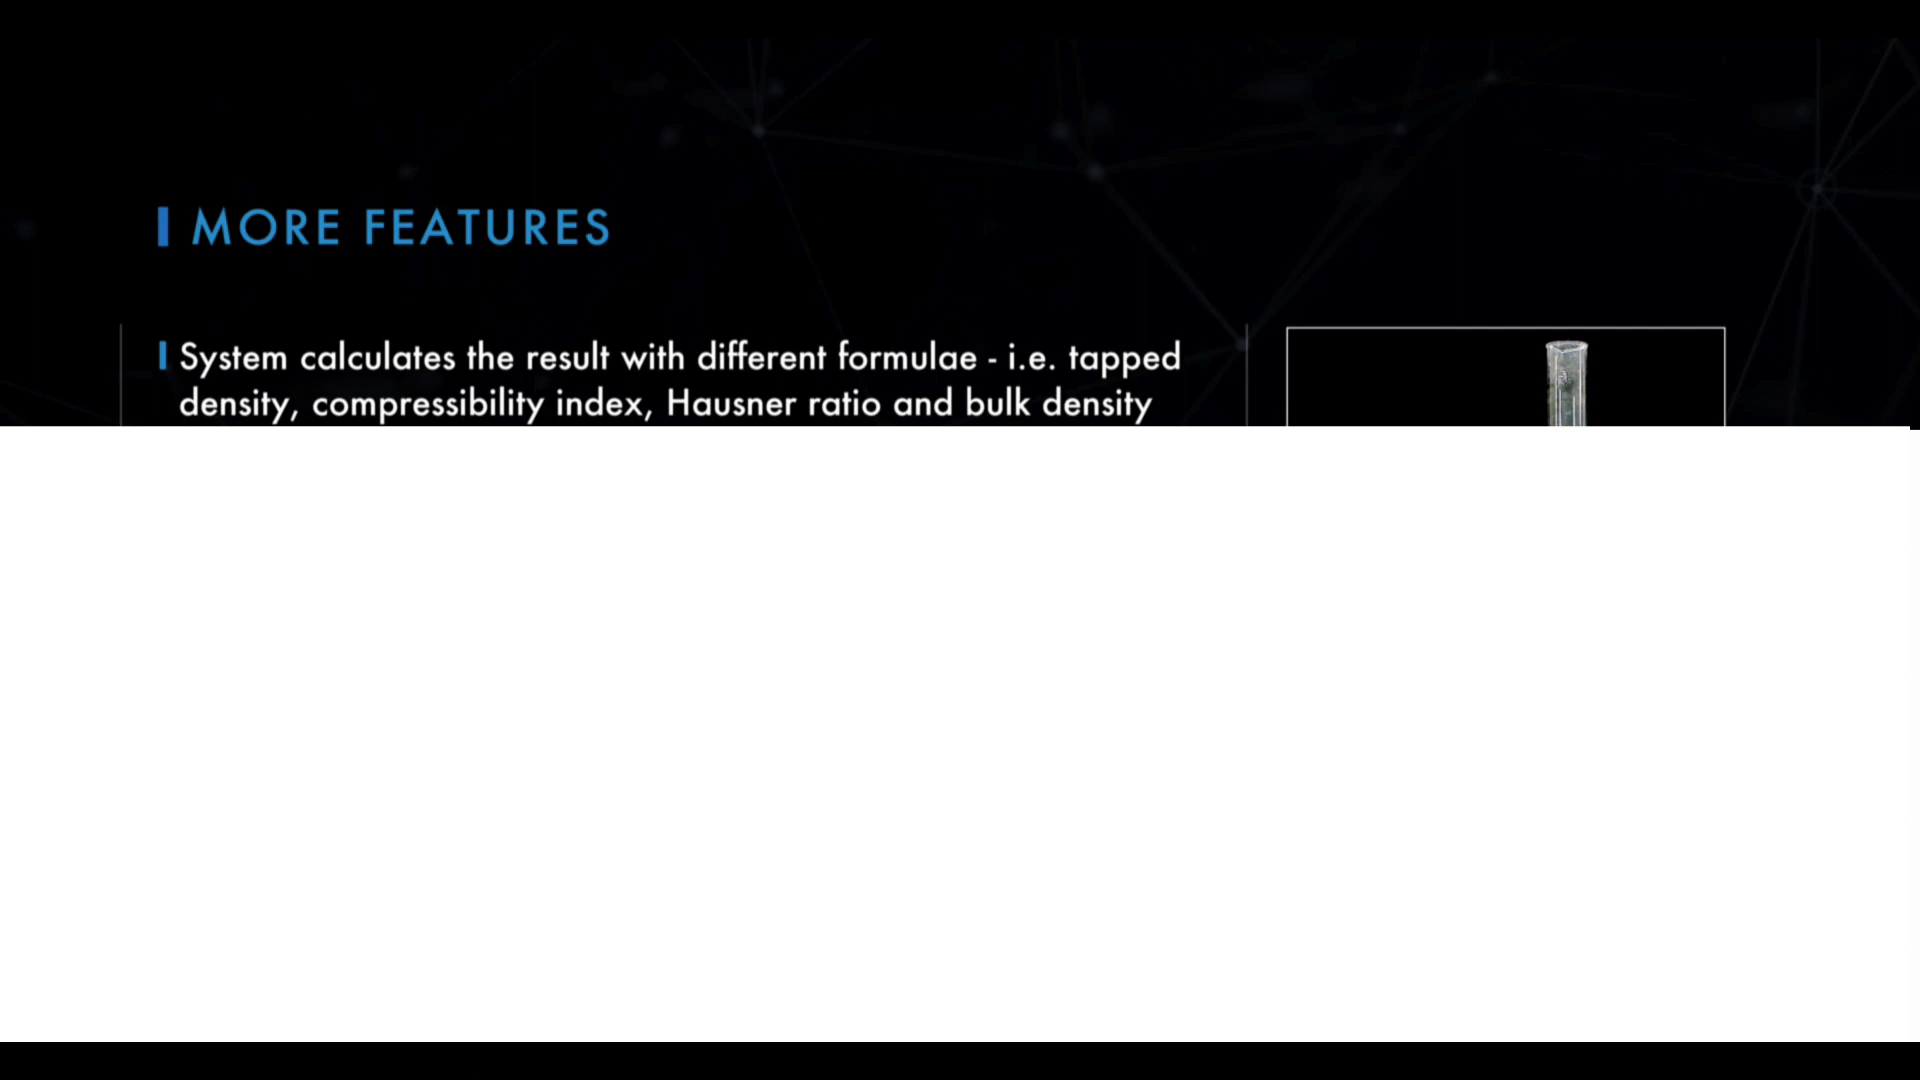 MORE FEATURES
System calculates the result with different formulae - i.e. tapped
density, compressibility index, Hausner ratio and bulk density